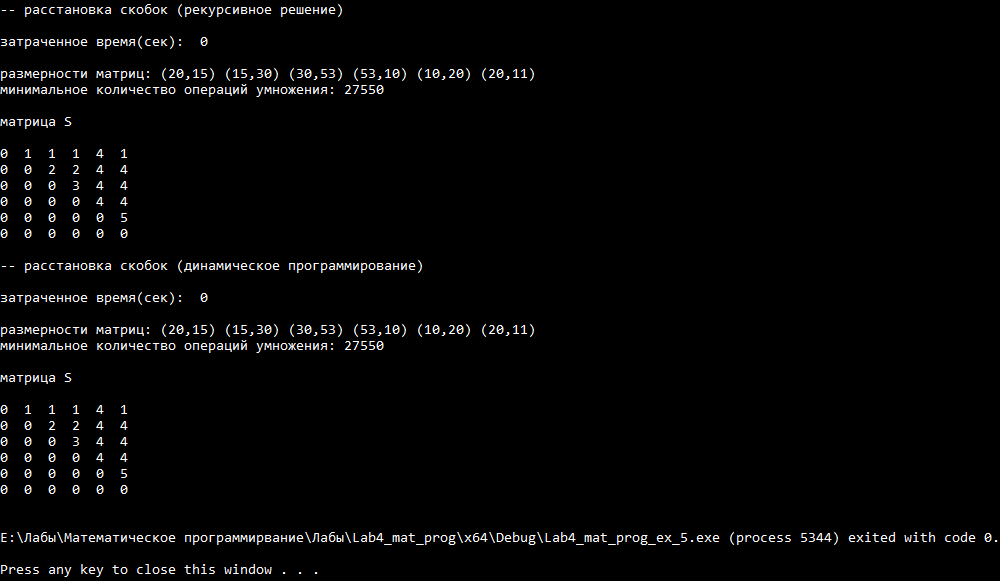 -- расстановка скобок (рекурсивное решение)
затраченное время(сек):  0
размерности матриц: (20,15) (15,30) (30,53) (53,10) (10,20) (20,11)
минимальное количество операций умножения: 27550
матрица S
0  1  1  1  4  1
0  0  2  2  4  4
0  0  0  3  4  4
0  0  0  0  4  4
0  0  0  0  0  5
0  0  0  0  0  0
-- расстановка скобок (динамическое программирование)
затраченное время(сек):  0
размерности матриц: (20,15) (15,30) (30,53) (53,10) (10,20) (20,11)
минимальное количество операций умножения: 27550
матрица S
0  1  1  1  4  1
0  0  2  2  4  4
0  0  0  3  4  4
0  0  0  0  4  4
0  0  0  0  0  5
0  0  0  0  0  0
E:\Лабы\Математическое программирвание\Лабы\Lab4_mat_prog\x64\Debug\Lab4_mat_prog_ex_5.exe (process 5344) exited with code 0.
Press any key to close this window . . .